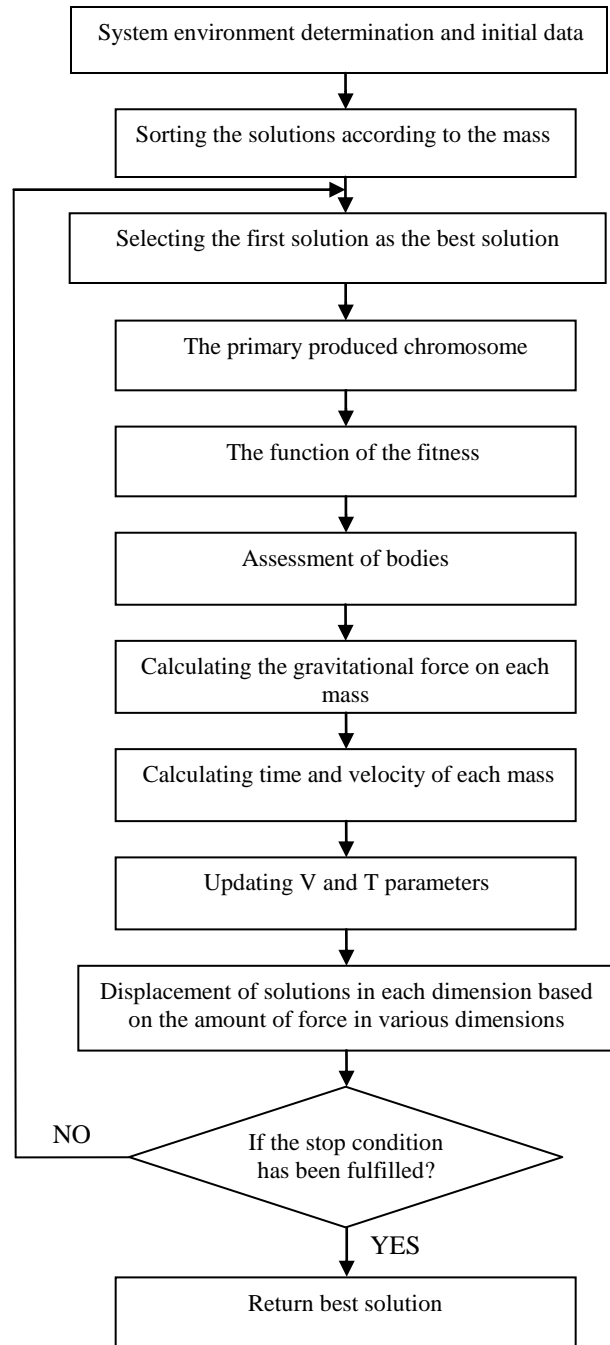 System environment determination and initial data
Sorting the solutions according to the mass
Selecting the first solution as the best solution
The primary produced chromosome
The function of the fitness
Assessment of bodies
Calculating the gravitational force on each
mass
Calculating time and velocity of each mass
Updating V and T parameters
Displacement of solutions in each dimension based
on the amount of force in various dimensions
NO
If the stop condition
has been fulfilled?
YES
Return best solution